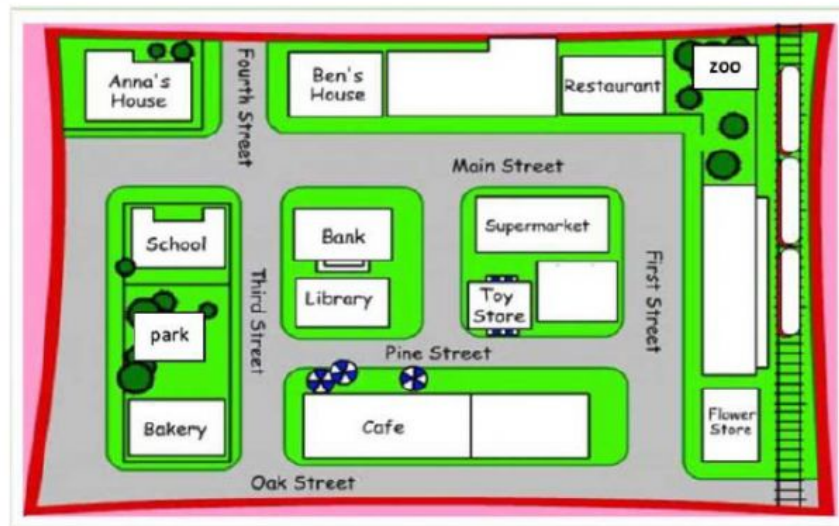 Anna's
House
Fourth Street
Ben's
House
Restaurant
ZOO
Main Street
School
Bank
Supermarket
Third Street
Library
Toy
Store
First Street
park
Pine Street
Bakery
Cafe
Flower
Store
Oak Street